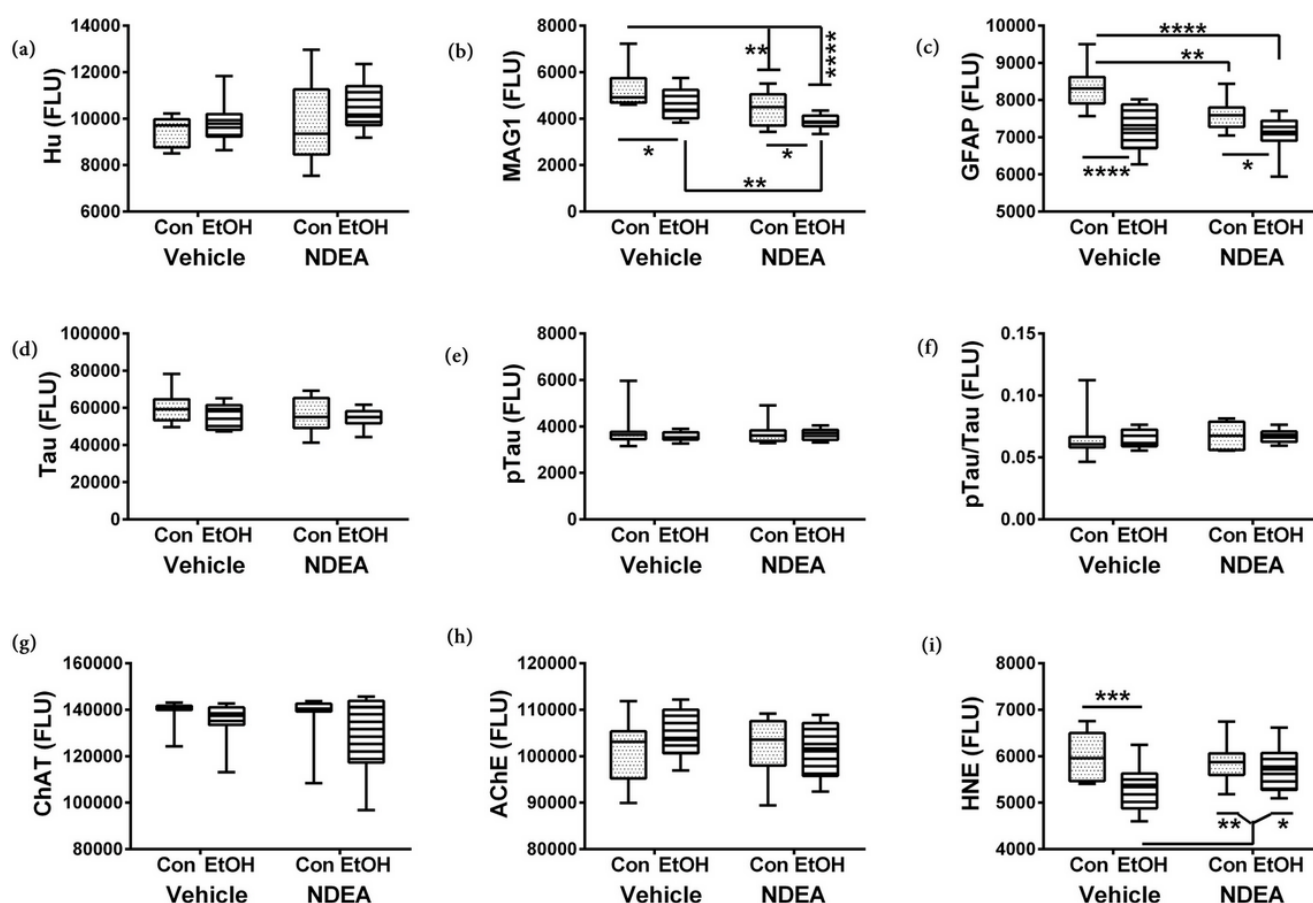 (a)
Hu (FLU)
14000
12000
10000
8000
6000
Con EtOH Con EtOH
Vehicle NDEA
(b)
MAG1 (FLU)
8000
6000
4000
2000
0
**
****
*
*
**
Con EtOH Con EtOH
Vehicle NDEA
(c)
GFAP (FLU)
10000
9000
8000
7000
6000
5000
****
**
****
*
Con EtOH Con EtOH
Vehicle NDEA
(d)
Tau (FLU)
100000
80000
60000
40000
20000
0
Con EtOH Con EtOH
Vehicle NDEA
(e)
pTau (FLU)
8000
6000
4000
2000
0
Con EtOH Con EtOH
Vehicle NDEA
(f)
pTau/Tau (FLU)
0.15
0.10
0.05
0.00
Con EtOH Con EtOH
Vehicle NDEA
(g)
ChAT (FLU)
160000
140000
120000
100000
80000
Con EtOH Con EtOH
Vehicle NDEA
(h)
AChE (FLU)
120000
110000
100000
90000
80000
Con EtOH Con EtOH
Vehicle NDEA
(i)
HNE (FLU)
8000
7000
6000
5000
4000
***
** *
Con EtOH Con EtOH
Vehicle NDEA